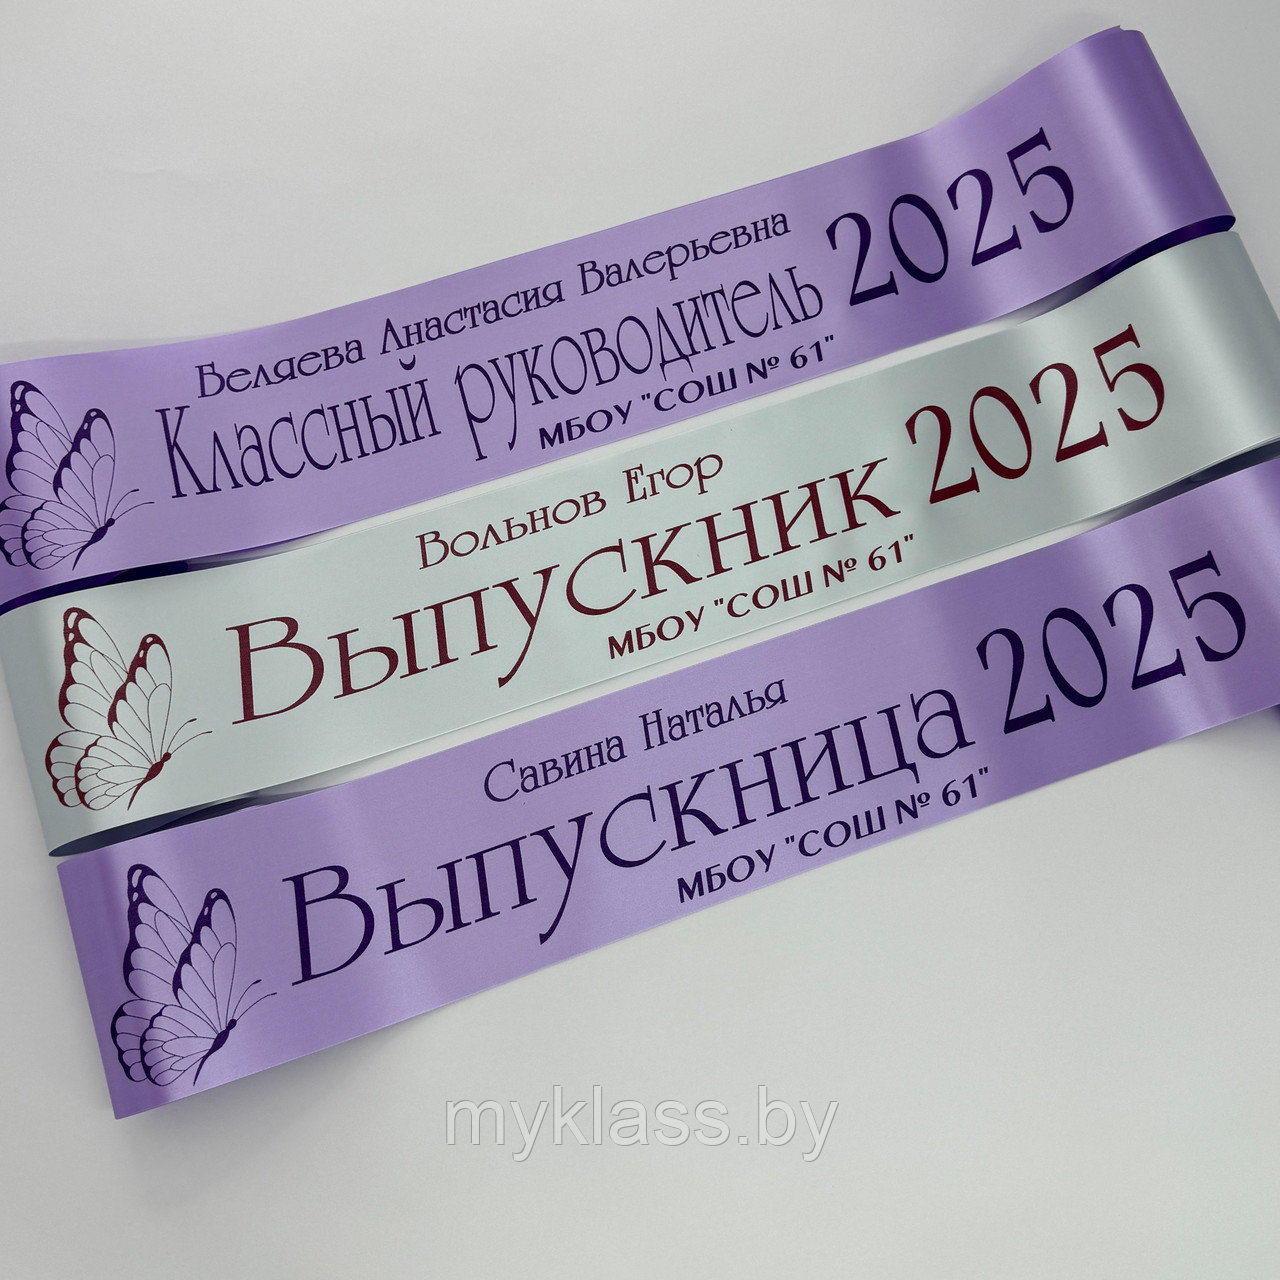 Беляева Анастасия Валерьевна
Классный руководитель 2025
МБОУ "СОШ № 61"
Вольнов Егор
Выпускник 2025
МБОУ "СОШ № 61"
Савина Наталья
Выпускница 2025
МБОУ "СОШ № 61"
myklass.by